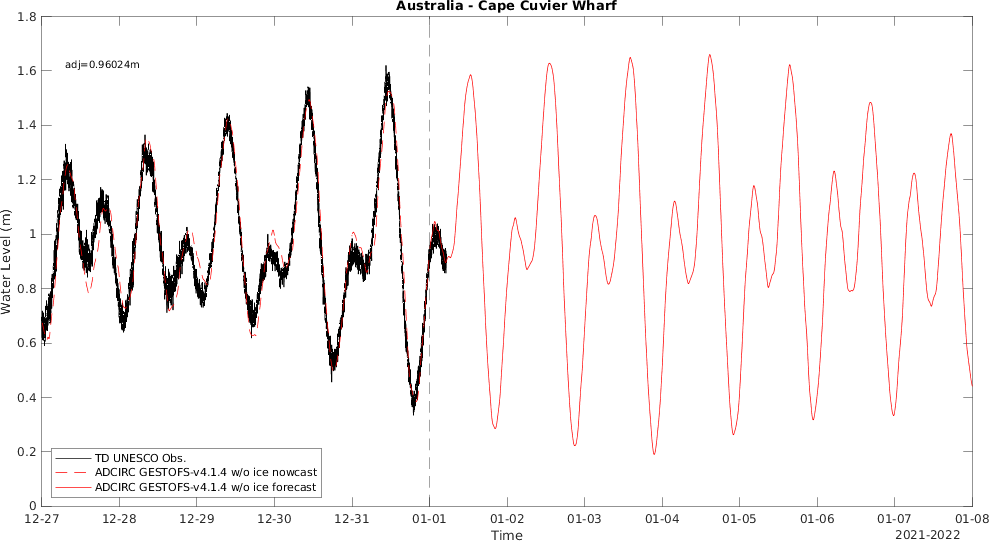 Australia - Cape Cuvier Wharf
adj=0.96024m
Water Level (m)
1.8
1.6
1.4
1.2
1
0.8
0.6
0.4
0.2
0
TD UNESCO Obs.
ADCIRC GESTOFS-v4.1.4 w/o ice nowcast
ADCIRC GESTOFS-v4.1.4 w/o ice forecast
12-27 12-28 12-29 12-30 12-31 01-01 01-02 01-03 01-04 01-05 01-06 01-07 01-08
Time
2021-2022